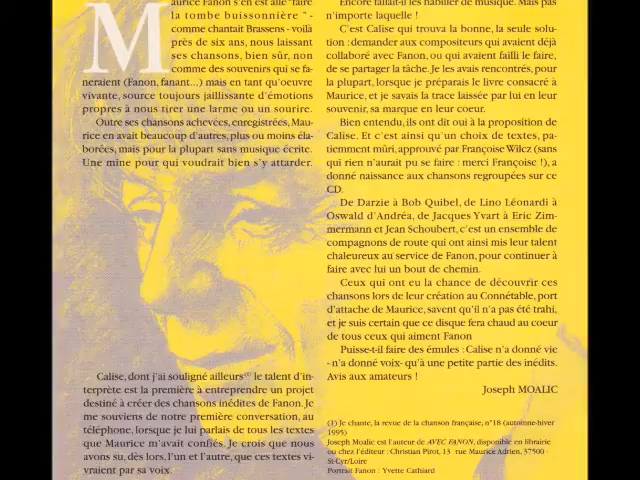 Maurice Fanon s'en est allé "faire
la tombe buissonnière " -
comme chantait Brassens - voilà
près de six ans, nous laissant
ses chansons, bien sûr, non
comme des souvenirs qui se fa-
neraient (Fanon, fanant...) mais en tant qu'oeuvre
vivante, source toujours jaillissante d'émotions
propres à nous tirer une larme ou un sourire.
Outre ses chansons achevées, enregistrées, Mau-
rice en avait beaucoup d'autres, plus ou moins éla-
borées, mais pour la plupart sans musique écrite.
Une mine pour qui voudrait bien s'y attarder.
Calise, dont j'ai souligné ailleurs(1) le talent d'in-
terprète est la première à entreprendre un projet
destiné à créer des chansons inédites de Fanon. Je
me souviens de notre première conversation, au
téléphone, lorsque je lui parlais de tous les textes
que Maurice m'avait confiés. Je crois que nous
avons su, dès lors, l'un et l'autre, que ces textes vi-
vraient par sa voix.
Encore fallait-il les habiller de musique. Mais pas
n'importe laquelle !
C'est Calise qui trouva la bonne, la seule solu-
tion : demander aux compositeurs qui avaient déjà
collaboré avec Fanon, ou qui avaient failli le faire,
de se partager la tâche. Je les avais rencontrés, pour
la plupart, lorsque je préparais le livre consacré à
Maurice, et je savais la trace laissée par lui en leur
souvenir, sa marque en leur coeur.
Bien entendu, ils ont dit oui à la proposition de
Calise. Et c'est ainsi qu'un choix de textes, pa-
tiemment mûri, approuvé par Françoise Wilcz (sans
qui rien n'aurait pu se faire : merci Françoise !), a
donné naissance aux chansons regroupées sur ce
CD.
De Darzie à Bob Quibel, de Lino Léonardi à
Oswald d'Andréa, de Jacques Yvart à Eric Zim-
mermann et Jean Schoubert, c'est un ensemble de
compagnons de route qui ont ainsi mis leur talent
chaleureux au service de Fanon, pour continuer à
faire avec lui un bout de chemin.
Ceux qui ont eu la chance de découvrir ces
chansons lors de leur création au Connétable, port
d'attache de Maurice, savent qu'il n'a pas été trahi,
et je suis certain que ce disque fera chaud au coeur
de tous ceux qui aiment Fanon
Puisse-t-il faire des émules : Calise n'a donné vie
- n'a donné voix- qu'à une petite partie des inédits.
Avis aux amateurs !
Joseph MOALIC
(1) Je chante, la revue de la chanson française, n°18 (automne-hiver
1995)
Joseph Moalic est l'auteur de AVEC FANON, disponible en librairie
ou chez l'éditeur : Christian Pirot, 13 rue Maurice Adrien, 37500 -
St-Cyr/Loire
Portrait Fanon : Yvette Cathiard